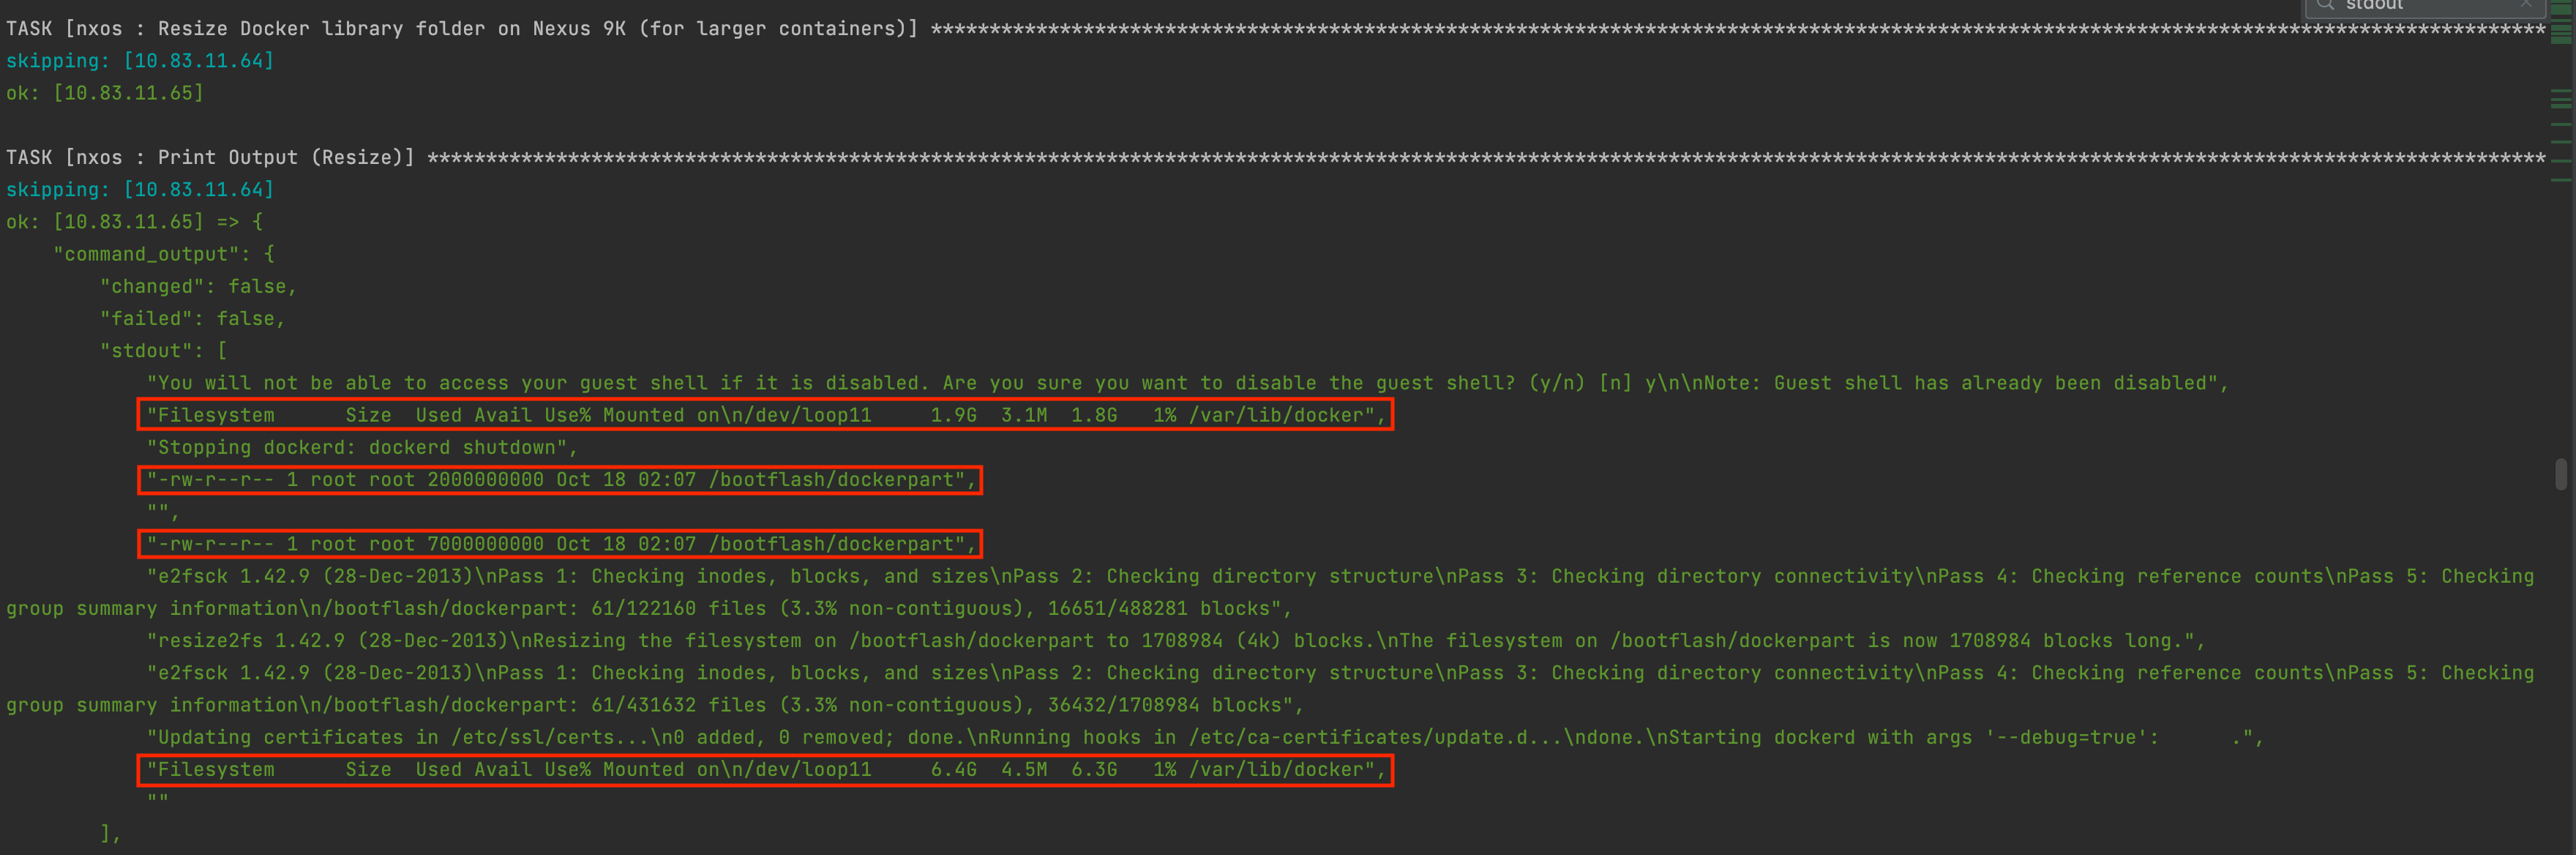 stdout
TASK [nxos : Resize Docker library folder on Nexus 9K (for larger containers)] ******************************************************************************************************************************************
skipping: [10.83.11.64]
ok: [10.83.11.65]
TASK [nxos : Print Output (Resize)] *************************************************************************************************************************************************************************************
skipping: [10.83.11.64]
ok: [10.83.11.65] => {
    "command_output": {
        "changed": false,
        "failed": false,
        "stdout": [
            "You will not be able to access your guest shell if it is disabled. Are you sure you want to disable the guest shell? (y/n) [n] y\n\nNote: Guest shell has already been disabled",
            "Filesystem      Size  Used Avail Use% Mounted on\n/dev/loop11     1.9G  3.1M  1.8G   1% /var/lib/docker",
            "Stopping dockerd: dockerd shutdown",
            "-rw-r--r-- 1 root root 2000000000 Oct 18 02:07 /bootflash/dockerpart",
            "",
            "-rw-r--r-- 1 root root 7000000000 Oct 18 02:07 /bootflash/dockerpart",
            "e2fsck 1.42.9 (28-Dec-2013)\nPass 1: Checking inodes, blocks, and sizes\nPass 2: Checking directory structure\nPass 3: Checking directory connectivity\nPass 4: Checking reference counts\nPass 5: Checking
group summary information\n/bootflash/dockerpart: 61/122160 files (3.3% non-contiguous), 16651/488281 blocks",
            "resize2fs 1.42.9 (28-Dec-2013)\nResizing the filesystem on /bootflash/dockerpart to 1708984 (4k) blocks.\nThe filesystem on /bootflash/dockerpart is now 1708984 blocks long.",
            "e2fsck 1.42.9 (28-Dec-2013)\nPass 1: Checking inodes, blocks, and sizes\nPass 2: Checking directory structure\nPass 3: Checking directory connectivity\nPass 4: Checking reference counts\nPass 5: Checking
group summary information\n/bootflash/dockerpart: 61/431632 files (3.3% non-contiguous), 36432/1708984 blocks",
            "Updating certificates in /etc/ssl/certs...\n0 added, 0 removed; done.\nRunning hooks in /etc/ca-certificates/update.d...\ndone.\nStarting dockerd with args '--debug=true':      .",
            "Filesystem      Size  Used Avail Use% Mounted on\n/dev/loop11     6.4G  4.5M  6.3G   1% /var/lib/docker",
            ""
        ],